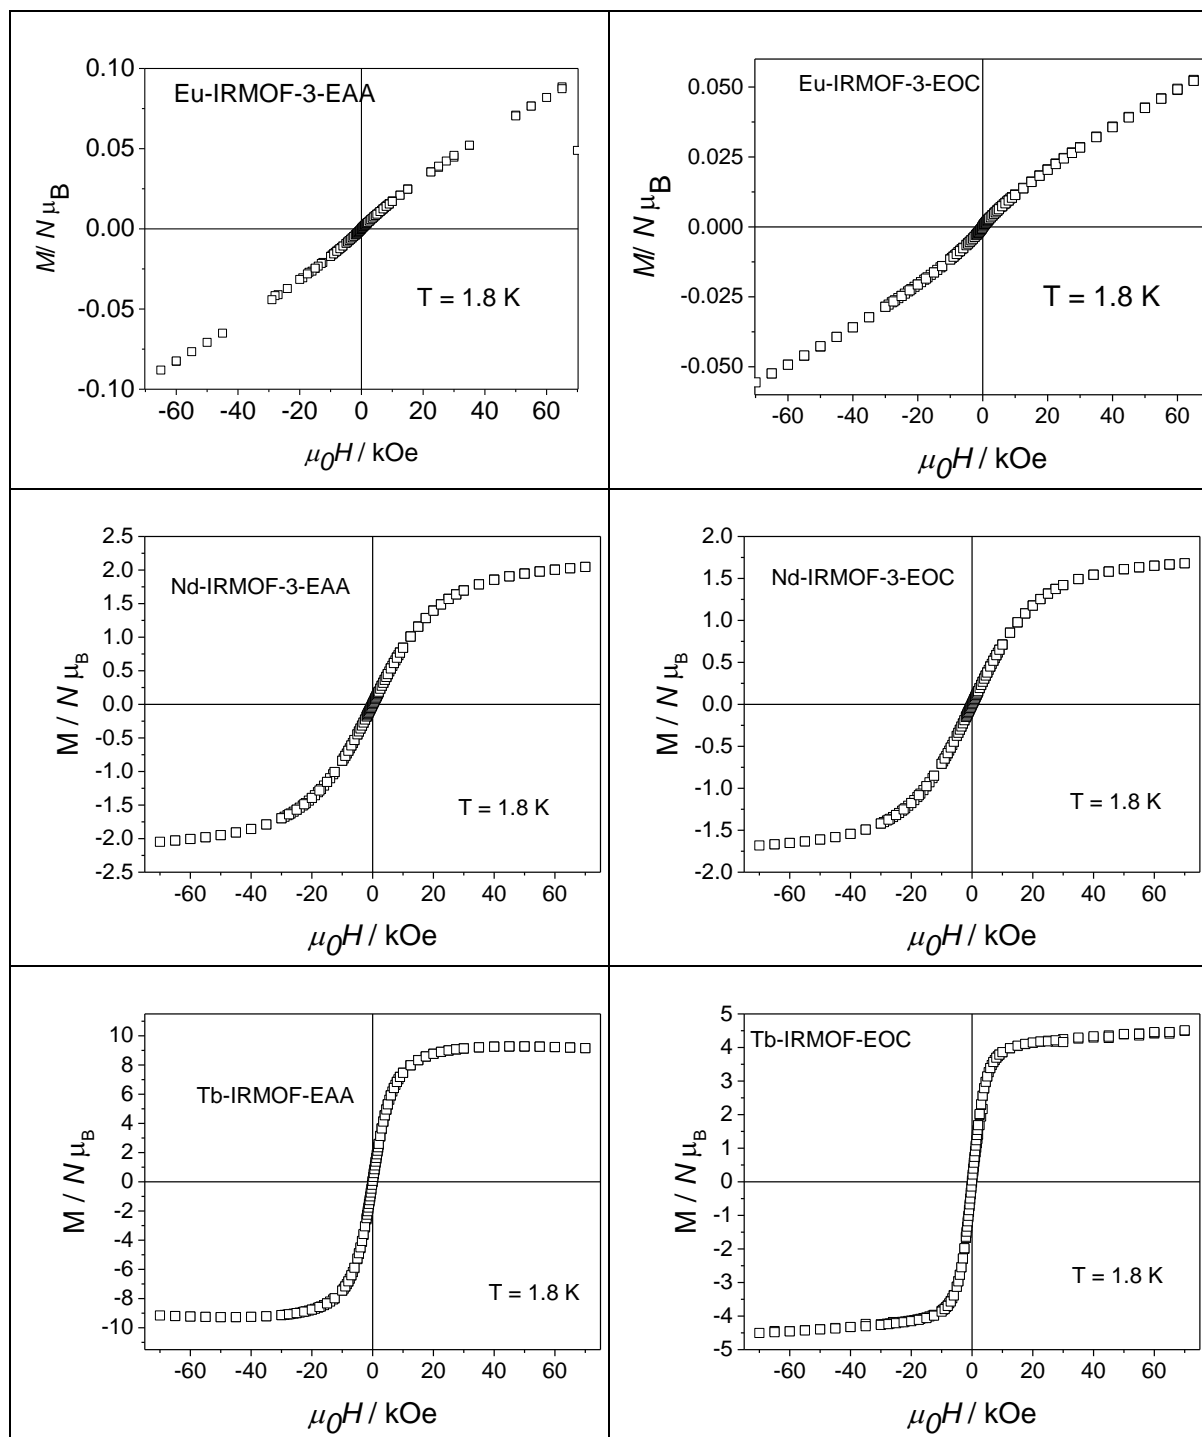 Eu-IRMOF-3-EAA
0.10
0.05
0.00
-0.05
-0.10
M/ N μB
T = 1.8 K
-60 -40 -20 0 20 40 60
μ0H / kOe
Eu-IRMOF-3-EOC
0.050
0.025
0.000
-0.025
-0.050
M/ N μB
T = 1.8 K
-60 -40 -20 0 20 40 60
μ0H / kOe
Nd-IRMOF-3-EAA
2.5
2.0
1.5
1.0
0.5
0.0
-0.5
-1.0
-1.5
-2.0
-2.5
M / N μB
T = 1.8 K
-60 -40 -20 0 20 40 60
μ0H / kOe
Nd-IRMOF-3-EOC
2.0
1.5
1.0
0.5
0.0
-0.5
-1.0
-1.5
-2.0
M / N μB
T = 1.8 K
-60 -40 -20 0 20 40 60
μ0H / kOe
Tb-IRMOF-EAA
10
8
6
4
2
0
-2
-4
-6
-8
-10
M / N μB
T = 1.8 K
-60 -40 -20 0 20 40 60
μ0H / kOe
Tb-IRMOF-EOC
5
4
3
2
1
0
-1
-2
-3
-4
-5
M / N μB
T = 1.8 K
-60 -40 -20 0 20 40 60
μ0H / kOe